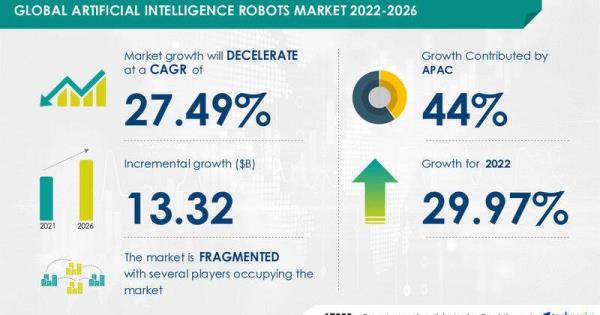 GLOBAL ARTIFICIAL INTELLIGENCE ROBOTS MARKET 2022-2026
Market growth will DECELERATE
at a CAGR of
27.49%
Growth Contributed by
APAC
44%
Incremental growth ($B)
13.32
2021 2026
Growth for 2022
29.97%
The market is FRAGMENTED
with several players occupying the
market